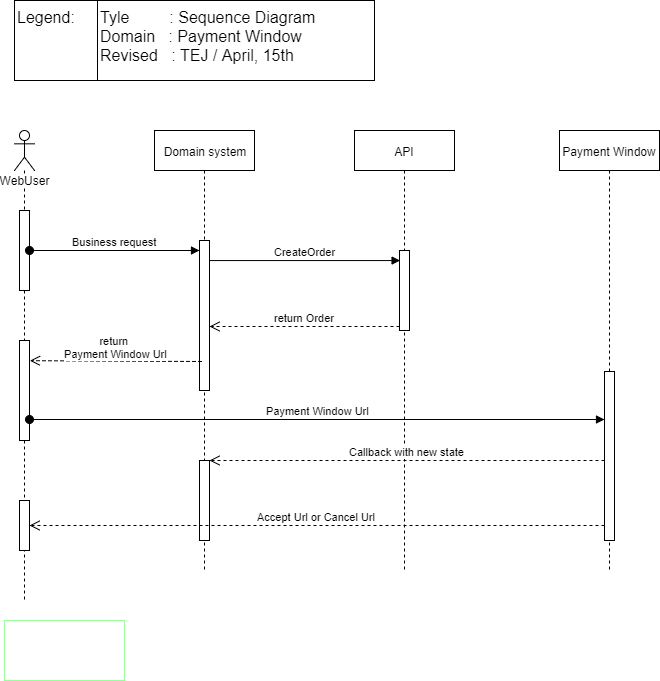 Legend:
Tyle : Sequence Diagram
Domain : Payment Window
Revised : TEJ / April, 15th
WebUser
Domain system
API
Payment Window
Business request
CreateOrder
return Order
return
Payment Window Url
Payment Window Url
Callback with new state
Accept Url or Cancel Url